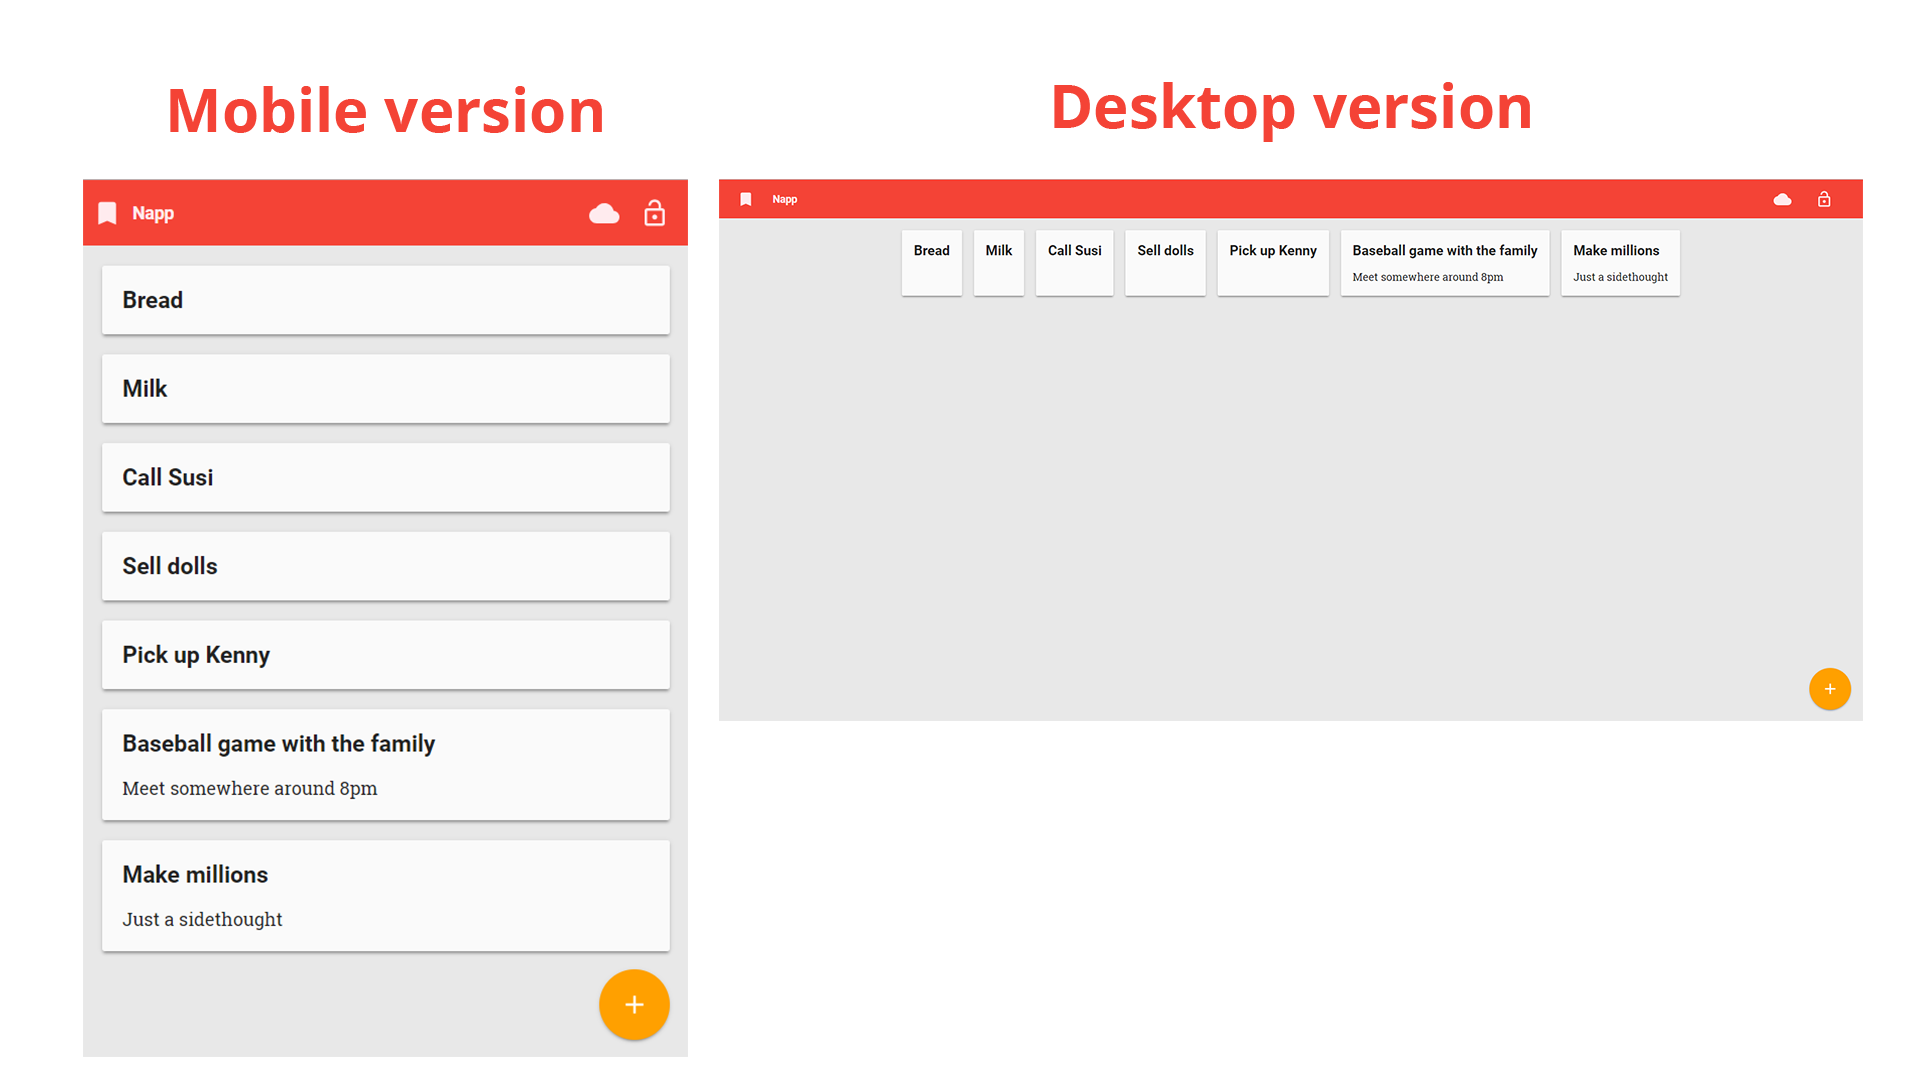 Mobile version
Napp
Bread
Milk
Call Susi
Sell dolls
Pick up Kenny
Baseball game with the family
Meet somewhere around 8pm
Make millions
Just a sidethought
+
Desktop version
Napp
Bread
Milk
Call Susi
Sell dolls
Pick up Kenny
Baseball game with the family
Meet somewhere around 8pm
Make millions
Just a sidethought
+